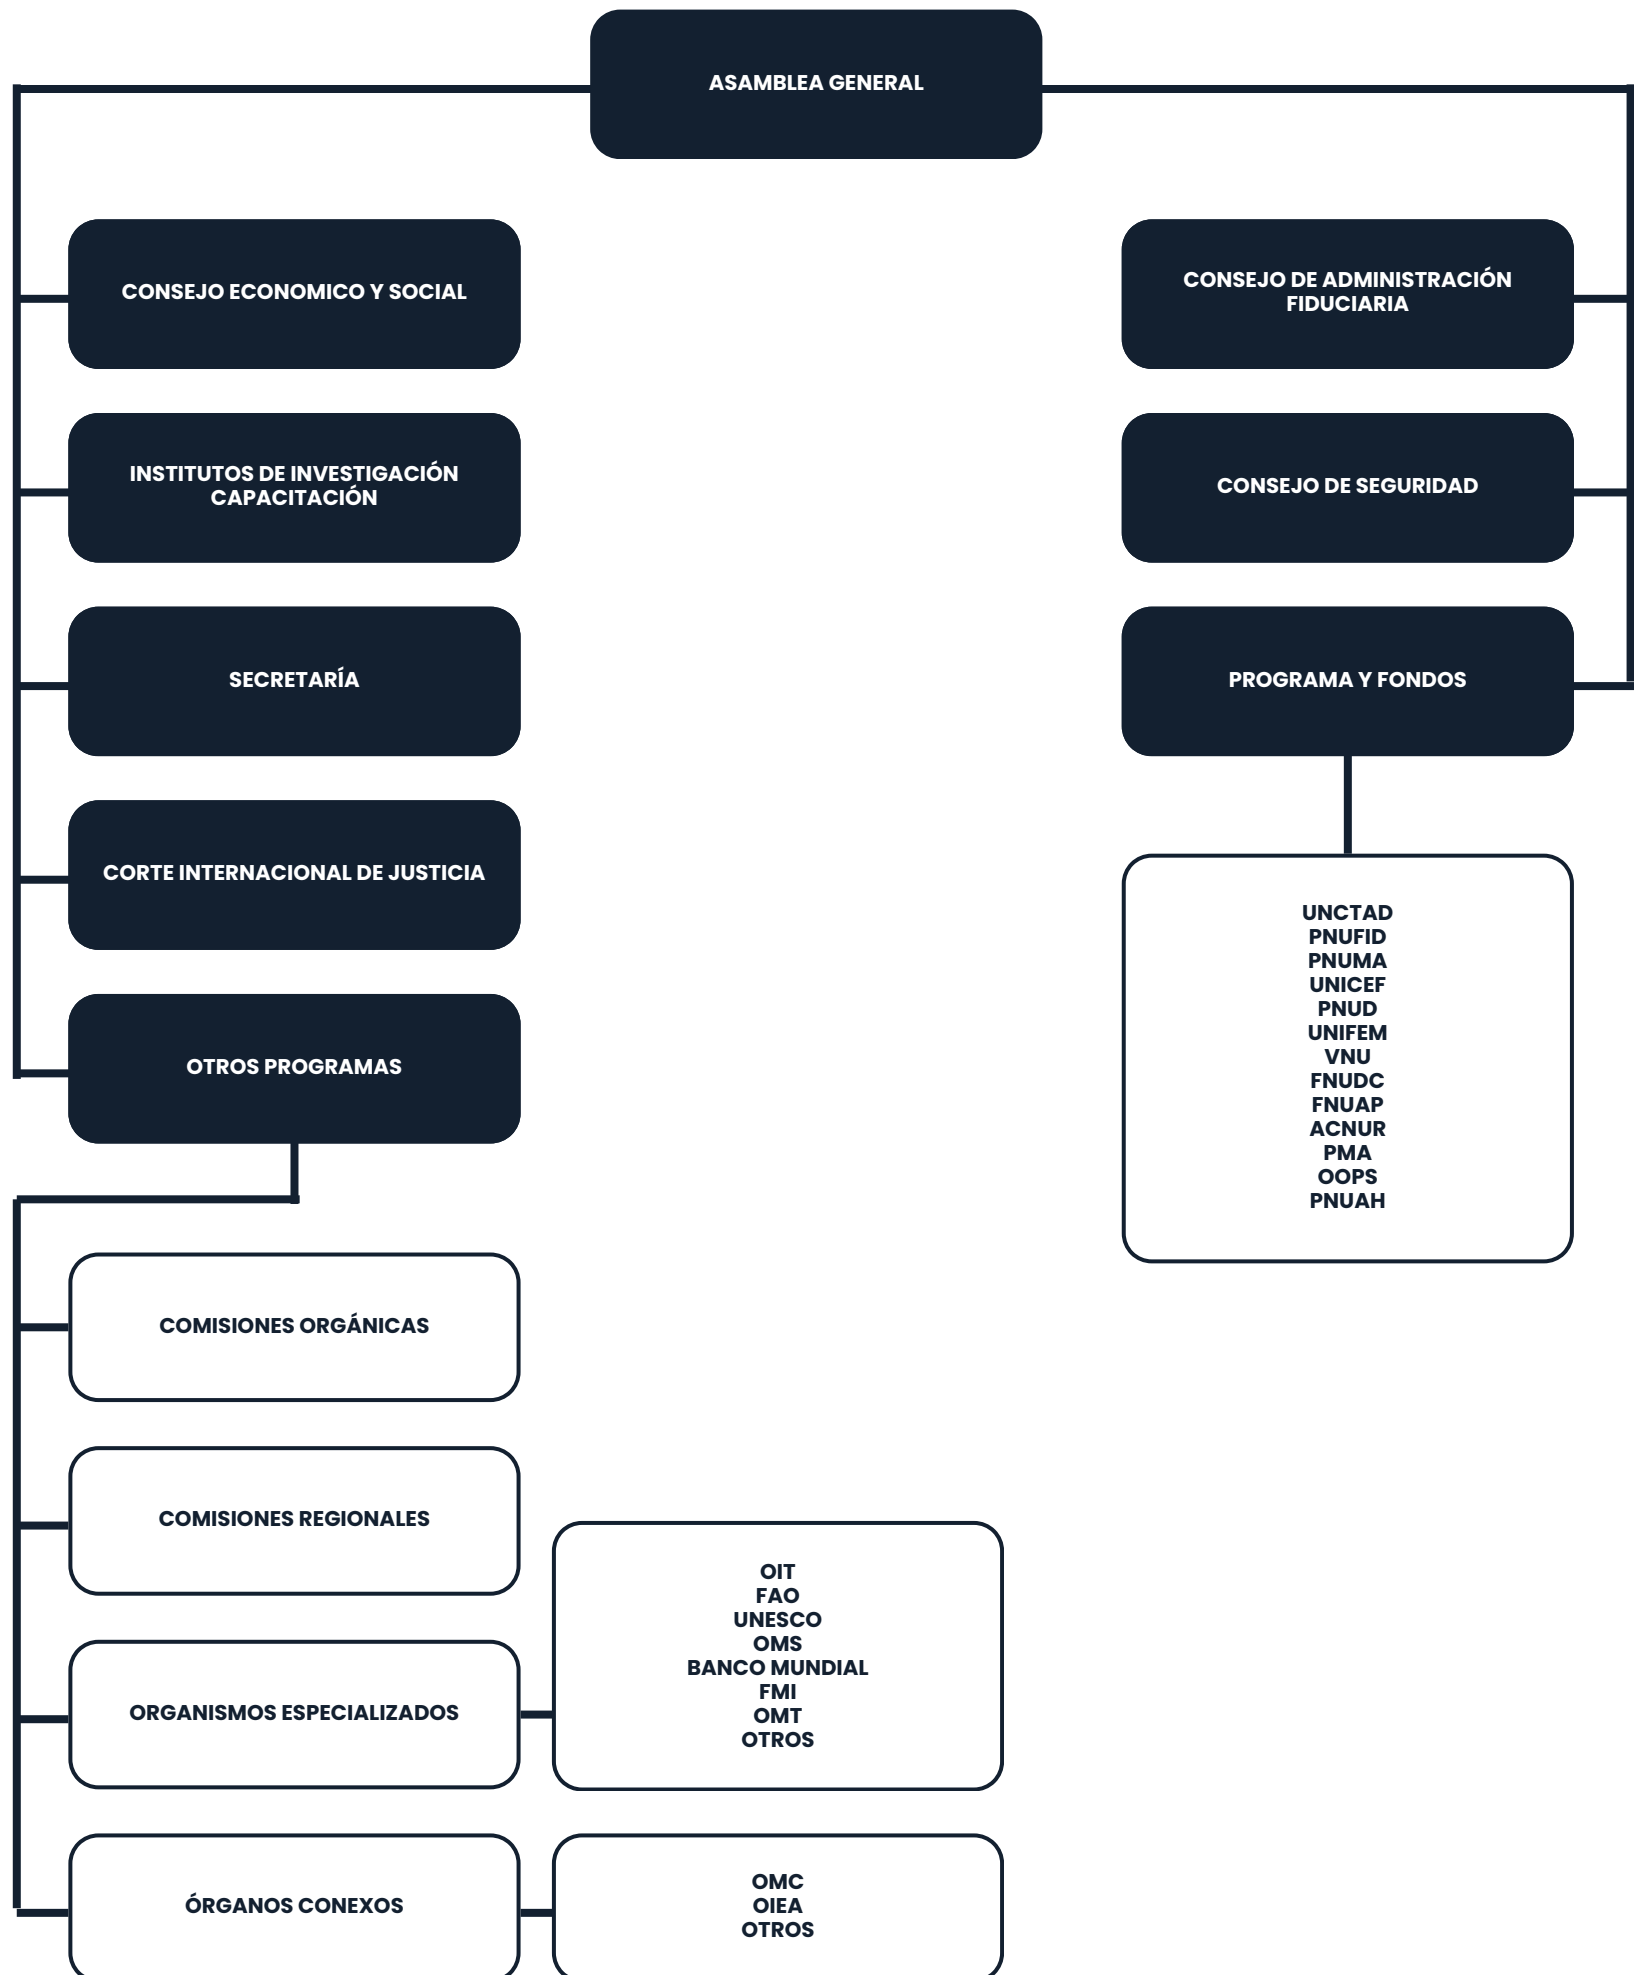 ASAMBLEA GENERAL
CONSEJO ECONOMICO Y SOCIAL
INSTITUTOS DE INVESTIGACIÓN
CAPACITACIÓN
SECRETARÍA
CORTE INTERNACIONAL DE JUSTICIA
OTROS PROGRAMAS
CONSEJO DE ADMINISTRACIÓN
FIDUCIARIA
CONSEJO DE SEGURIDAD
PROGRAMA Y FONDOS
UNCTAD
PNUFID
PNUMA
UNICEF
PNUD
UNIFEM
VNU
FNUDC
FNUAP
ACNUR
PMA
OOPS
PNUAH
COMISIONES ORGÁNICAS
COMISIONES REGIONALES
ORGANISMOS ESPECIALIZADOS
OIT
FAO
UNESCO
OMS
BANCO MUNDIAL
FMI
OMT
OTROS
ÓRGANOS CONEXOS
OMC
OIEA
OTROS